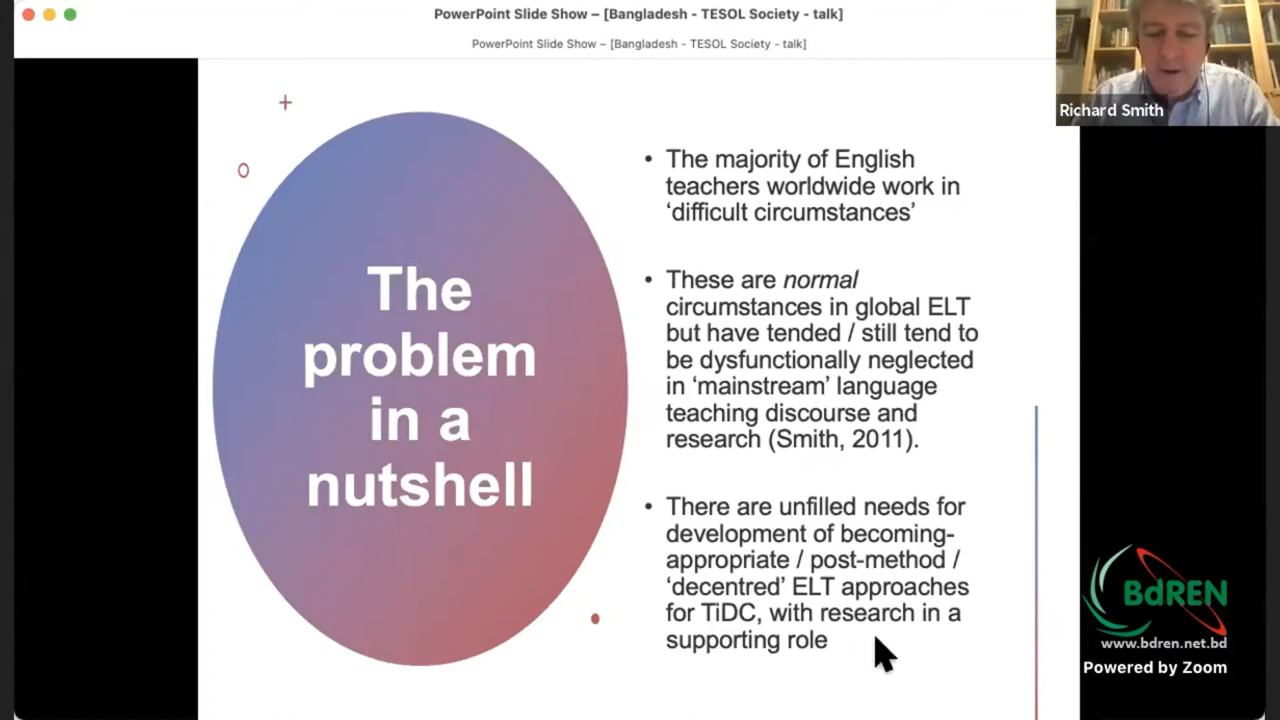 PowerPoint Slide Show – [Bangladesh - TESOL Society - talk]
PowerPoint Slide Show – [Bangladesh - TESOL Society - talk]
Richard Smith
The
problem
in a
nutshell
• The majority of English
teachers worldwide work in
‘difficult circumstances’
• These are normal
circumstances in global ELT
but have tended / still tend to
be dysfunctionally neglected
in ‘mainstream’ language
teaching discourse and
research (Smith, 2011).
• There are unfilled needs for
development of becoming-
appropriate / post-method /
‘decentred’ ELT approaches
for TiDC, with research in a
supporting role
BdREN
www.bdren.net.bd
Powered by Zoom